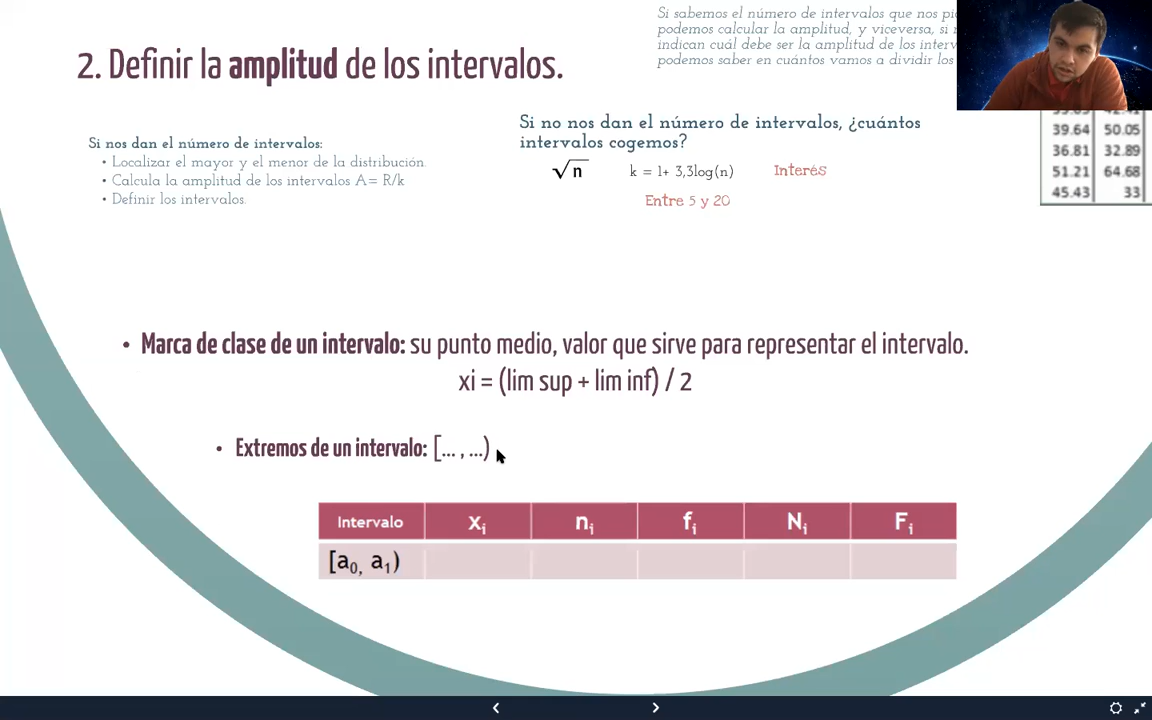 Si sabemos el número de intervalos que nos
podemos calcular la amplitud, y viceversa, si
indican cuál debe ser la amplitud de los
podemos saber en cuántos vamos a dividir los
2. Definir la amplitud de los intervalos.
39.64 50.05
36.81 32.89
51.21 64.68
45.43 33
Si nos dan el número de intervalos:
• Localizar el mayor y el menor de la distribución.
• Calcula la amplitud de los intervalos A= R/k
• Definir los intervalos.
Si no nos dan el número de intervalos, ¿cuántos
intervalos cogemos?
√n k = 1+ 3,3log(n) Interés
Entre 5 y 20
• Marca de clase de un intervalo: su punto medio, valor que sirve para representar el intervalo.
xi = (lim sup + lim inf) / 2
• Extremos de un intervalo: [... , ...)
Intervalo xᵢ nᵢ fᵢ Nᵢ Fᵢ
[a₀, a₁)